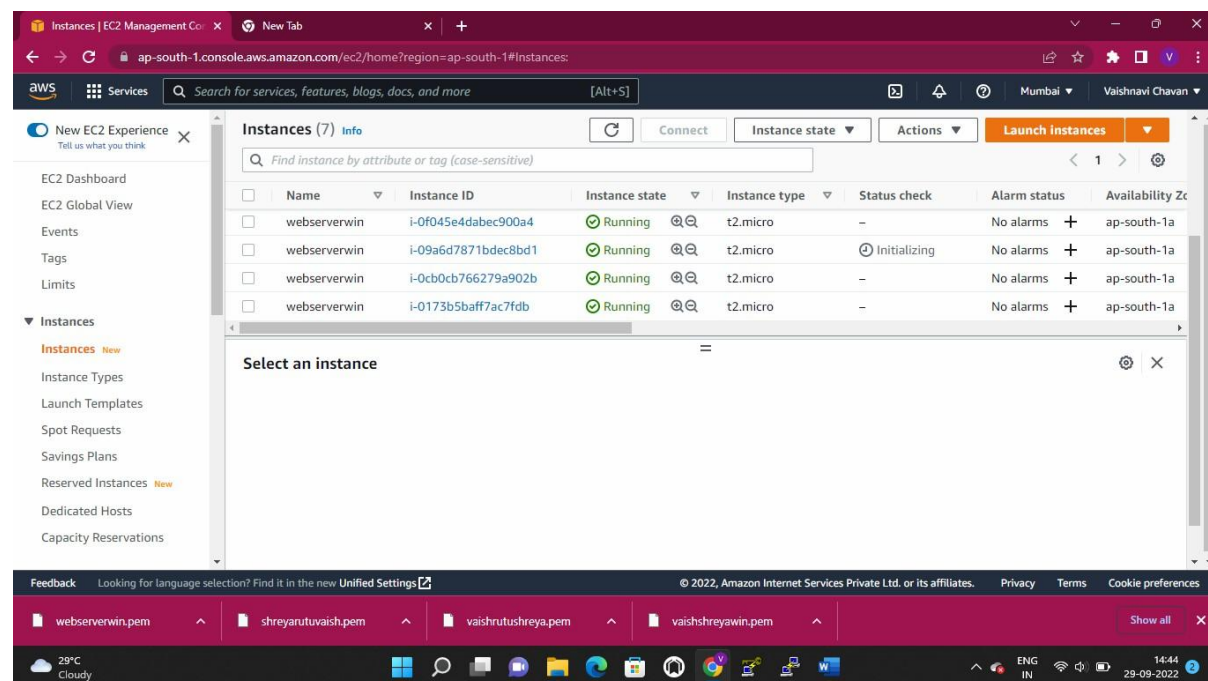 Instances | EC2 Management Con
New Tab
ap-south-1.console.aws.amazon.com/ec2/home?region=ap-south-1#Instances:
aws Services Search for services, features, blogs, docs, and more [Alt+S] Mumbai Vaishnavi Chavan
New EC2 Experience
Tell us what you think
EC2 Dashboard
EC2 Global View
Events
Tags
Limits
Instances
Instances New
Instance Types
Launch Templates
Spot Requests
Savings Plans
Reserved Instances New
Dedicated Hosts
Capacity Reservations
Instances (7) Info Connect Instance state Actions Launch instances
Find instance by attribute or tag (case-sensitive) 1
Name Instance ID Instance state Instance type Status check Alarm status Availability Zo
webserverwin i-0f045e4dabec900a4 Running t2.micro – No alarms + ap-south-1a
webserverwin i-09a6d7871bdec8bd1 Running t2.micro Initializing No alarms + ap-south-1a
webserverwin i-0cb0cb766279a902b Running t2.micro – No alarms + ap-south-1a
webserverwin i-0173b5baff7ac7fdb Running t2.micro – No alarms + ap-south-1a
Select an instance
Feedback Looking for language selection? Find it in the new Unified Settings © 2022, Amazon Internet Services Private Ltd. or its affiliates. Privacy Terms Cookie preferences
webserverwin.pem shreyarutuvaish.pem vaishrutushreya.pem vaishshreyawin.pem Show all
29°C
Cloudy
ENG
IN
14:44
29-09-2022
2